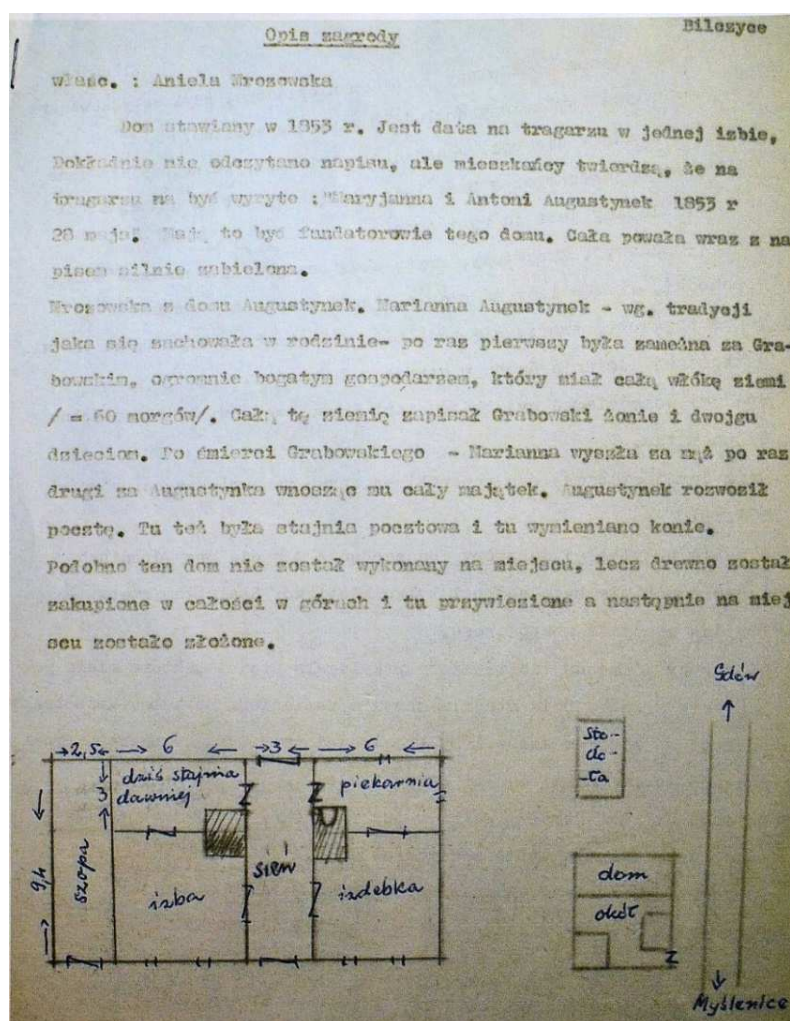 Opis zagrody
Bilczyce
własc. : Aniela Mrozowska
Dom stawiany w 1853 r. Jest data na tragarzu w jednej izbie,
Dokładnie nie odczytano napisu, ale mieszkańcy twierdzą, że na
tragarzu ma być wyryte : "Maryjanna i Antoni Augustynek 1853 r
28 maja". Mają to być fundatorowie tego domu. Cała powała wraz z na
pisem silnie zabielona.
Mrozowska z domu Augustynek. Marianna Augustynek - wg. tradycji
jaka się zachowała w rodzinie- po raz pierwszy była zamężna za Gra-
bowskim, ogromnie bogatym gospodarzem, który miał całą włókę ziemi
/ = 60 morgów/. Całą tę ziemię zapisał Grabowski żonie i dwojgu
dzieciom. Po śmierci Grabowskiego - Marianna wyszła za mąż po raz
drugi za Augustynka wnosząc mu cały majątek. Augustynek rozwoził
pocztę. Tu też była stajnia pocztowa i tu wymieniano konie.
Podobno ten dom nie został wykonany na miejscu, lecz drewno został
zakupione w całości w górach i tu przywiezione a następnie na miej
scu zostało złożone.
Gdów
2,5 6 3 6
dziś stajnia
dawniej
3
piekarnia
sto-
do-
ła
9,4
szopa
izba
sień
izdebka
dom
okół
Myślenice